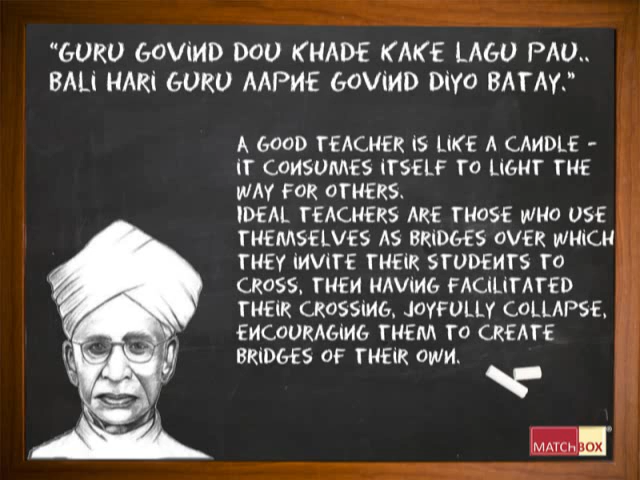 "GURU GOVIND DOU KHADE KAKE LAGU PAU..
BALI HARI GURU AAPNE GOVIND DIYO BATAY."
A GOOD TEACHER IS LIKE A CANDLE -
IT CONSUMES ITSELF TO LIGHT THE
WAY FOR OTHERS.
IDEAL TEACHERS ARE THOSE WHO USE
THEMSELVES AS BRIDGES OVER WHICH
THEY INVITE THEIR STUDENTS TO
CROSS, THEN HAVING FACILITATED
THEIR CROSSING, JOYFULLY COLLAPSE,
ENCOURAGING THEM TO CREATE
BRIDGES OF THEIR OWN.
MATCHBOX®